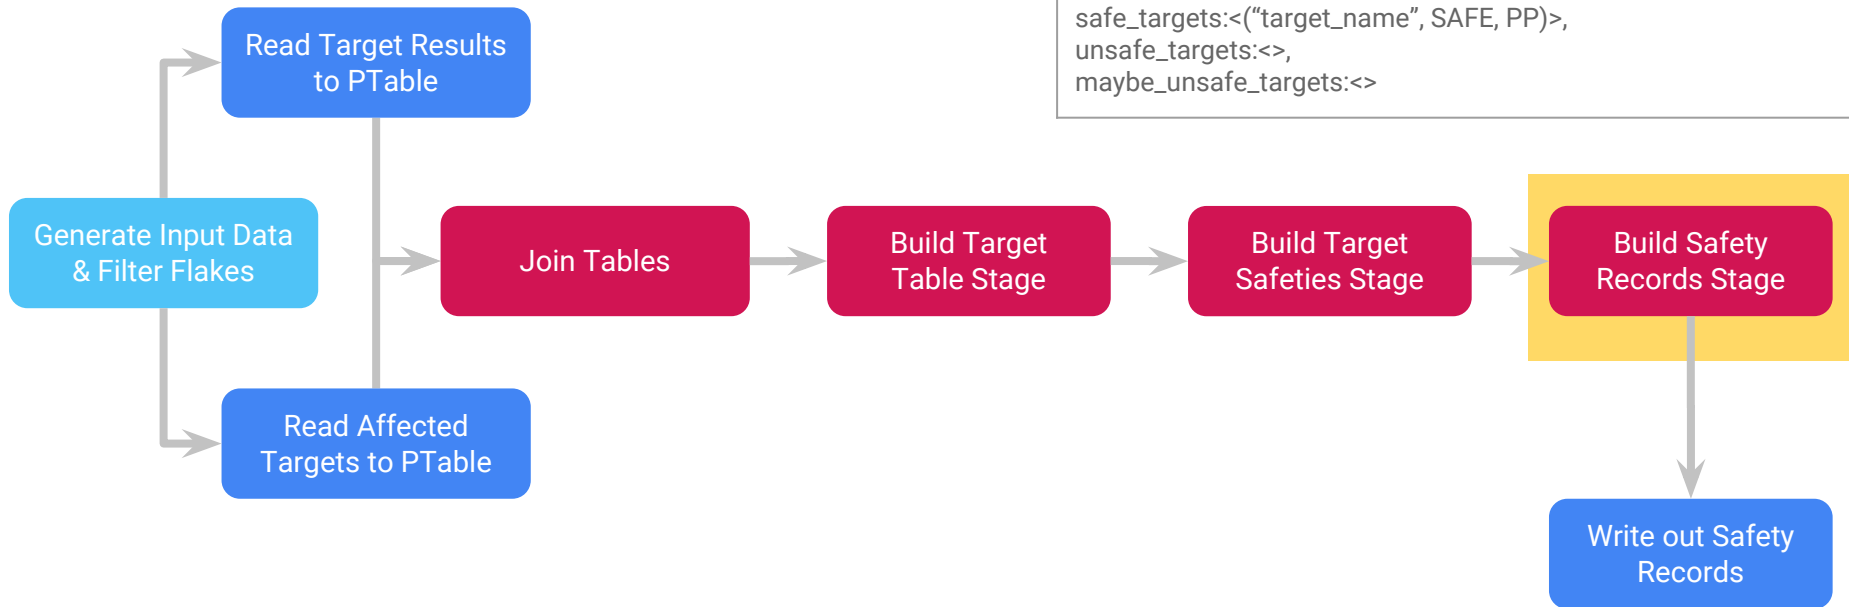 safe_targets:<(“target_name”, SAFE, PP)>,
unsafe_targets:<>,
maybe_unsafe_targets:<>
Read Target Results
to PTable
Generate Input Data
& Filter Flakes
Join Tables
Build Target
Table Stage
Build Target
Safeties Stage
Build Safety
Records Stage
Read Affected
Targets to PTable
Write out Safety
Records